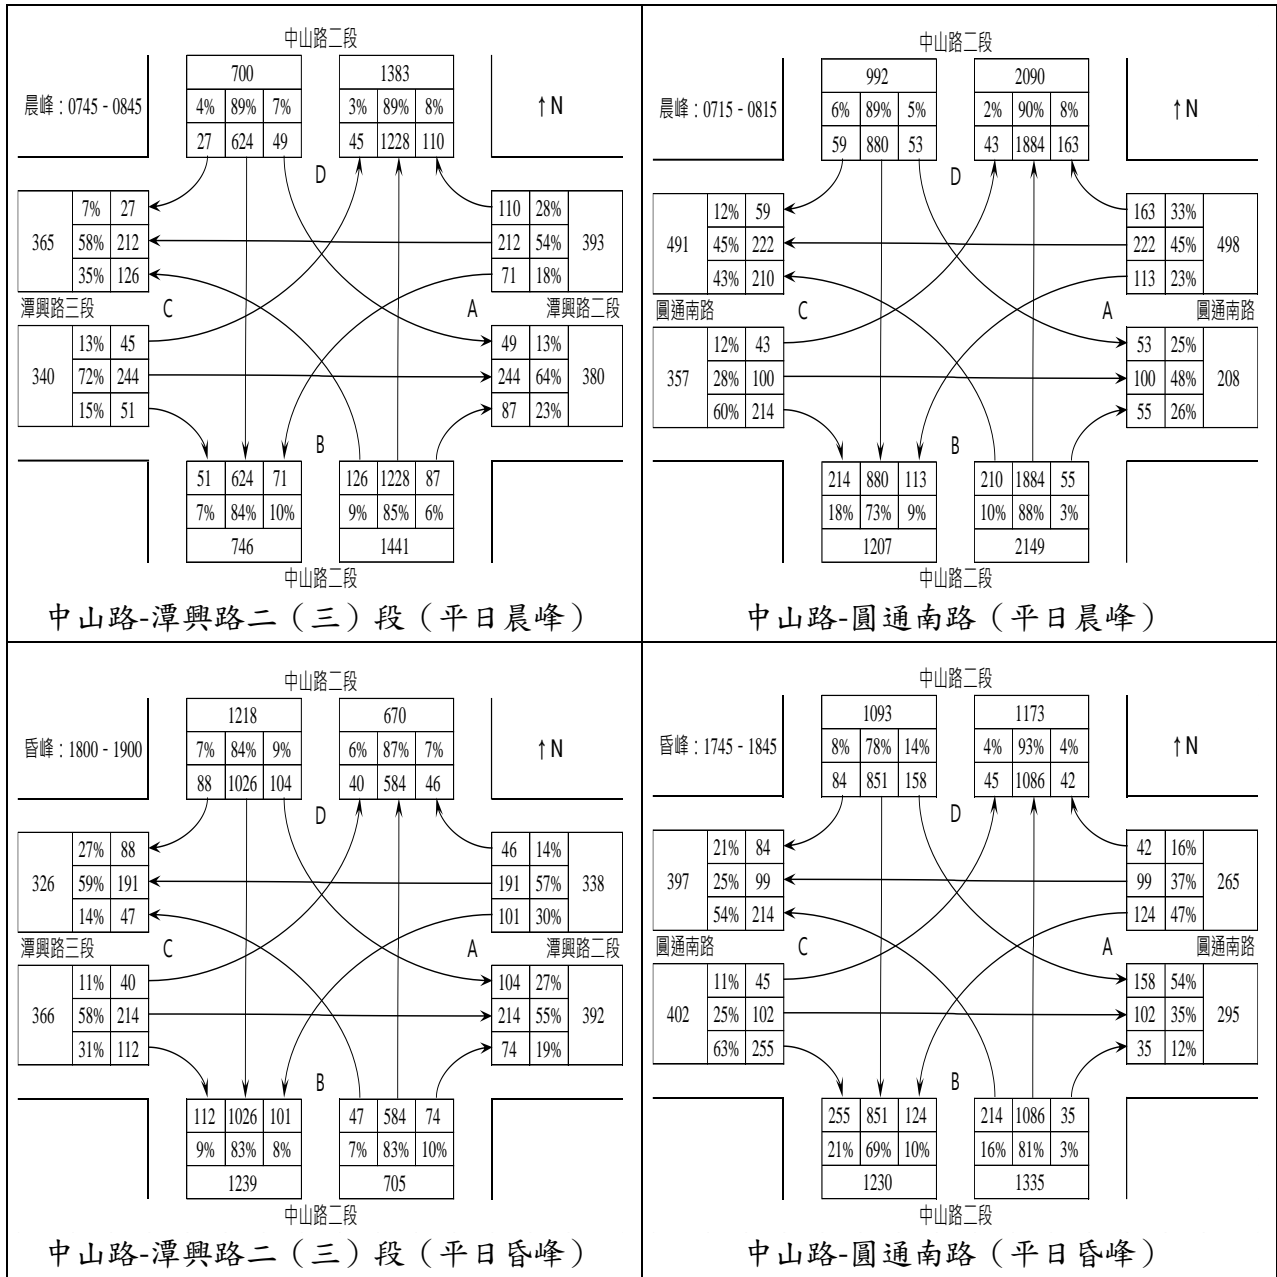 中山路二段
700 1383
晨峰：0745 - 0845 4% 89% 7% 3% 89% 8% ↑N
27 624 49 45 1228 110
D
7% 27 110 28%
365 58% 212 212 54% 393
35% 126 71 18%
潭興路三段 C A 潭興路二段
13% 45 49 13%
340 72% 244 244 64% 380
15% 51 87 23%
B
51 624 71 126 1228 87
7% 84% 10% 9% 85% 6%
746 1441
中山路二段
中山路-潭興路二（三）段（平日晨峰）
中山路二段
992 2090
晨峰：0715 - 0815 6% 89% 5% 2% 90% 8% ↑N
59 880 53 43 1884 163
D
12% 59 163 33%
491 45% 222 222 45% 498
43% 210 113 23%
圓通南路 C A 圓通南路
12% 43 53 25%
357 28% 100 100 48% 208
60% 214 55 26%
B
214 880 113 210 1884 55
18% 73% 9% 10% 88% 3%
1207 2149
中山路二段
中山路-圓通南路（平日晨峰）
中山路二段
1218 670
昏峰：1800 - 1900 7% 84% 9% 6% 87% 7% ↑N
88 1026 104 40 584 46
D
27% 88 46 14%
326 59% 191 191 57% 338
14% 47 101 30%
潭興路三段 C A 潭興路二段
11% 40 104 27%
366 58% 214 214 55% 392
31% 112 74 19%
B
112 1026 101 47 584 74
9% 83% 8% 7% 83% 10%
1239 705
中山路二段
中山路-潭興路二（三）段（平日昏峰）
中山路二段
1093 1173
昏峰：1745 - 1845 8% 78% 14% 4% 93% 4% ↑N
84 851 158 45 1086 42
D
21% 84 42 16%
397 25% 99 99 37% 265
54% 214 124 47%
圓通南路 C A 圓通南路
11% 45 158 54%
402 25% 102 102 35% 295
63% 255 35 12%
B
255 851 124 214 1086 35
21% 69% 10% 16% 81% 3%
1230 1335
中山路二段
中山路-圓通南路（平日昏峰）